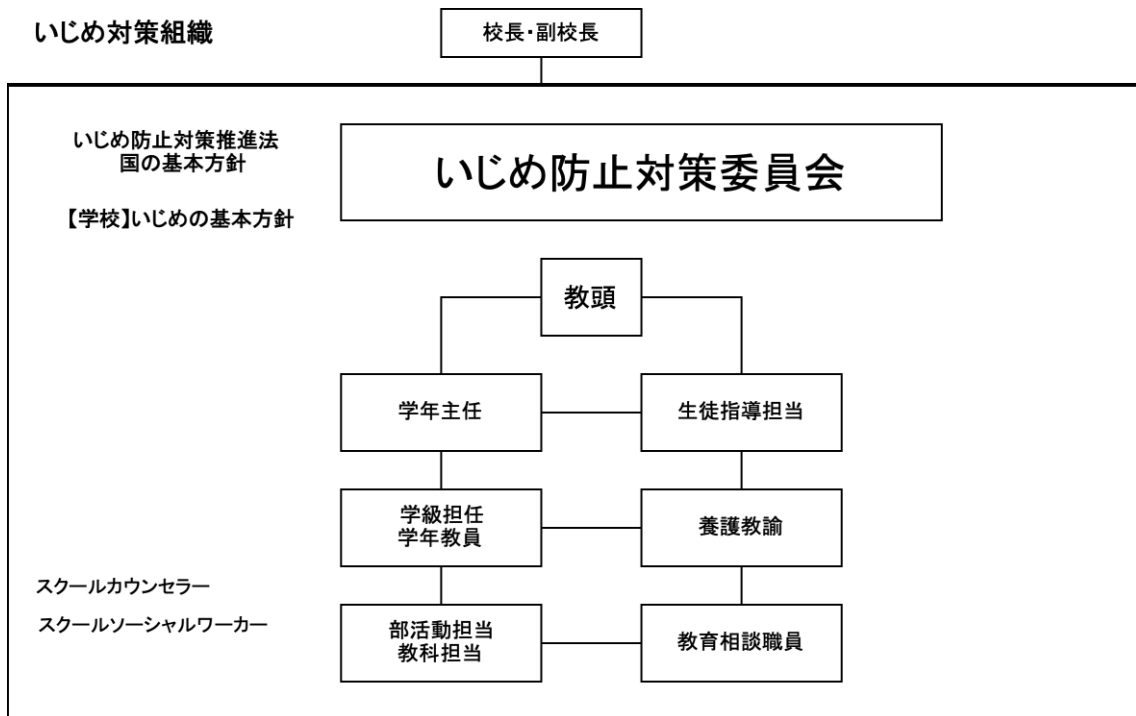 いじめ対策組織
校長・副校長
いじめ防止対策推進法
国の基本方針
【学校】いじめの基本方針
いじめ防止対策委員会
教頭
学年主任
生徒指導担当
学級担任
学年教員
養護教諭
スクールカウンセラー
スクールソーシャルワーカー
部活動担当
教科担当
教育相談職員